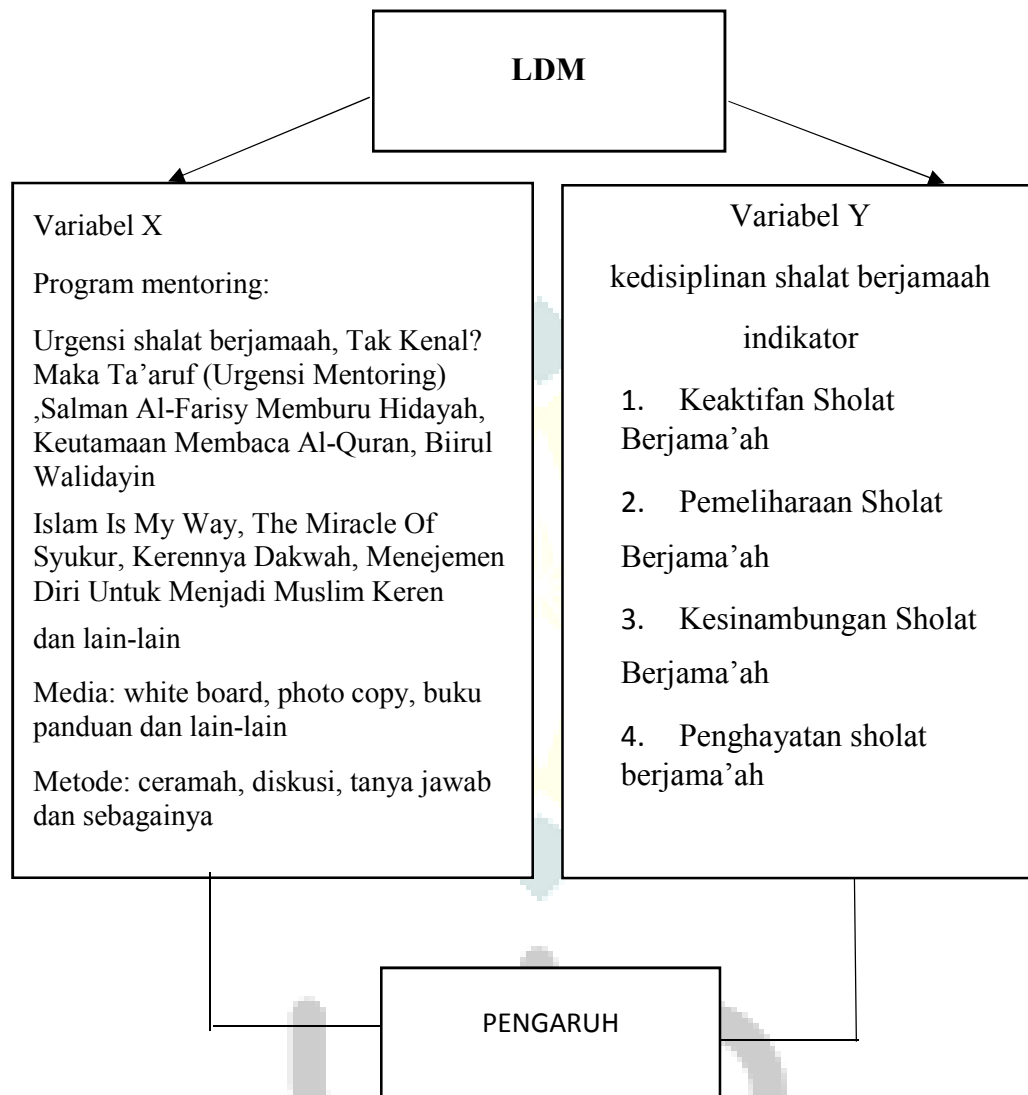 LDM
Variabel X
Program mentoring:
Urgensi shalat berjamaah, Tak Kenal?
Maka Ta’aruf (Urgensi Mentoring)
,Salman Al-Farisy Memburu Hidayah,
Keutamaan Membaca Al-Quran, Biirul
Walidayin
Islam Is My Way, The Miracle Of
Syukur, Kerennya Dakwah, Menejemen
Diri Untuk Menjadi Muslim Keren
dan lain-lain
Media: white board, photo copy, buku
panduan dan lain-lain
Metode: ceramah, diskusi, tanya jawab
dan sebagainya
Variabel Y
kedisiplinan shalat berjamaah
indikator
1. Keaktifan Sholat
Berjama’ah
2. Pemeliharaan Sholat
Berjama’ah
3. Kesinambungan Sholat
Berjama’ah
4. Penghayatan sholat
berjama’ah
PENGARUH